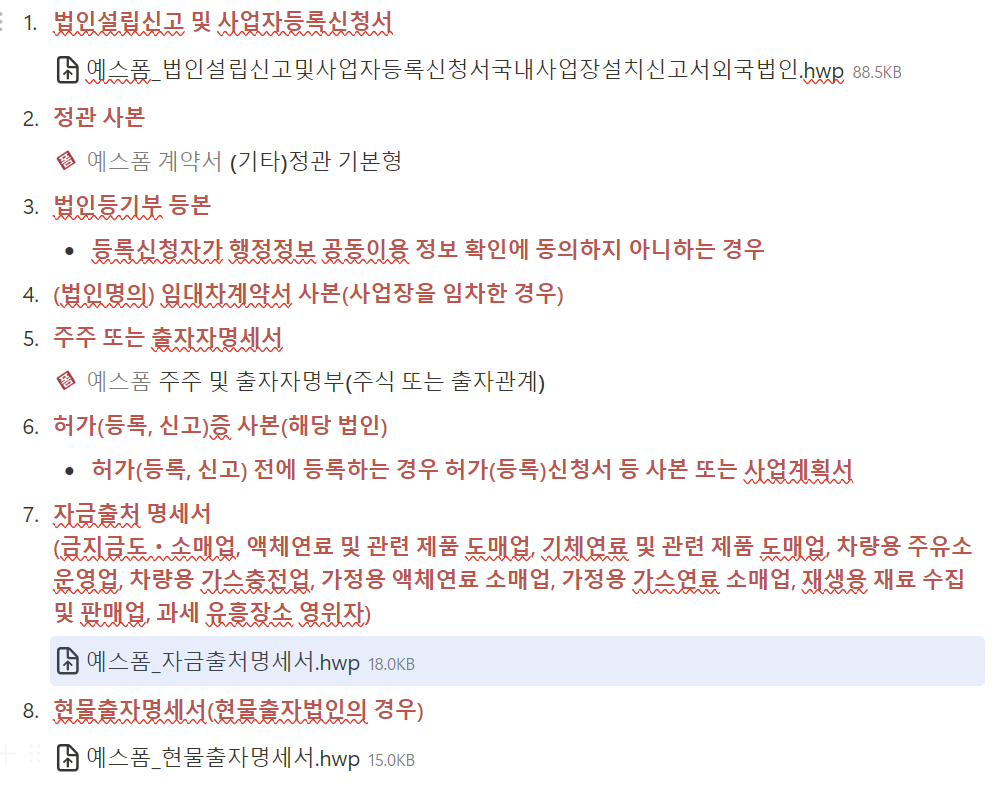 1. 법인설립신고 및 사업자등록신청서
예스폼_법인설립신고및사업자등록신청서국내사업장설치신고서외국법인.hwp 88.5KB
2. 정관 사본
폼 예스폼 계약서 (기타)정관 기본형
3. 법인등기부 등본
• 등록신청자가 행정정보 공동이용 정보 확인에 동의하지 아니하는 경우
4. (법인명의) 임대차계약서 사본(사업장을 임차한 경우)
5. 주주 또는 출자자명세서
폼 예스폼 주주 및 출자자명부(주식 또는 출자관계)
6. 허가(등록, 신고)증 사본(해당 법인)
• 허가(등록, 신고) 전에 등록하는 경우 허가(등록)신청서 등 사본 또는 사업계획서
7. 자금출처 명세서
(금지금도・소매업, 액체연료 및 관련 제품 도매업, 기체연료 및 관련 제품 도매업, 차량용 주유소
운영업, 차량용 가스충전업, 가정용 액체연료 소매업, 가정용 가스연료 소매업, 재생용 재료 수집
및 판매업, 과세 유흥장소 영위자)
예스폼_자금출처명세서.hwp 18.0KB
8. 현물출자명세서(현물출자법인의 경우)
예스폼_현물출자명세서.hwp 15.0KB